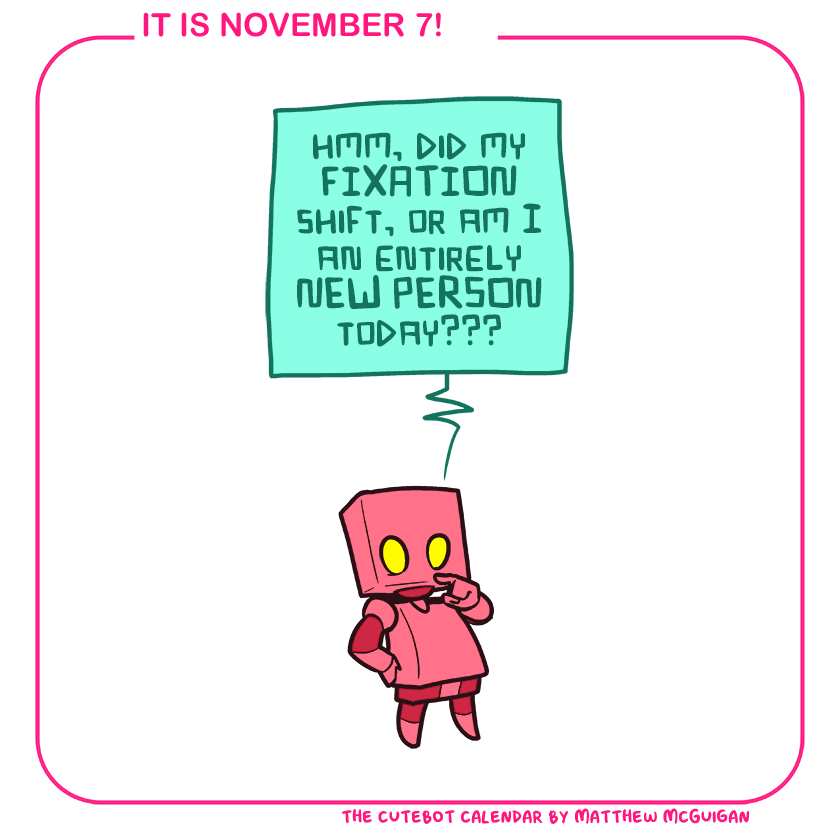 IT IS NOVEMBER 7!
HMM, DID MY
FIXATION
SHIFT, OR AM I
AN ENTIRELY
NEW PERSON
TODAY???
THE CUTEBOT CALENDAR BY MATTHEW MCGUIGAN